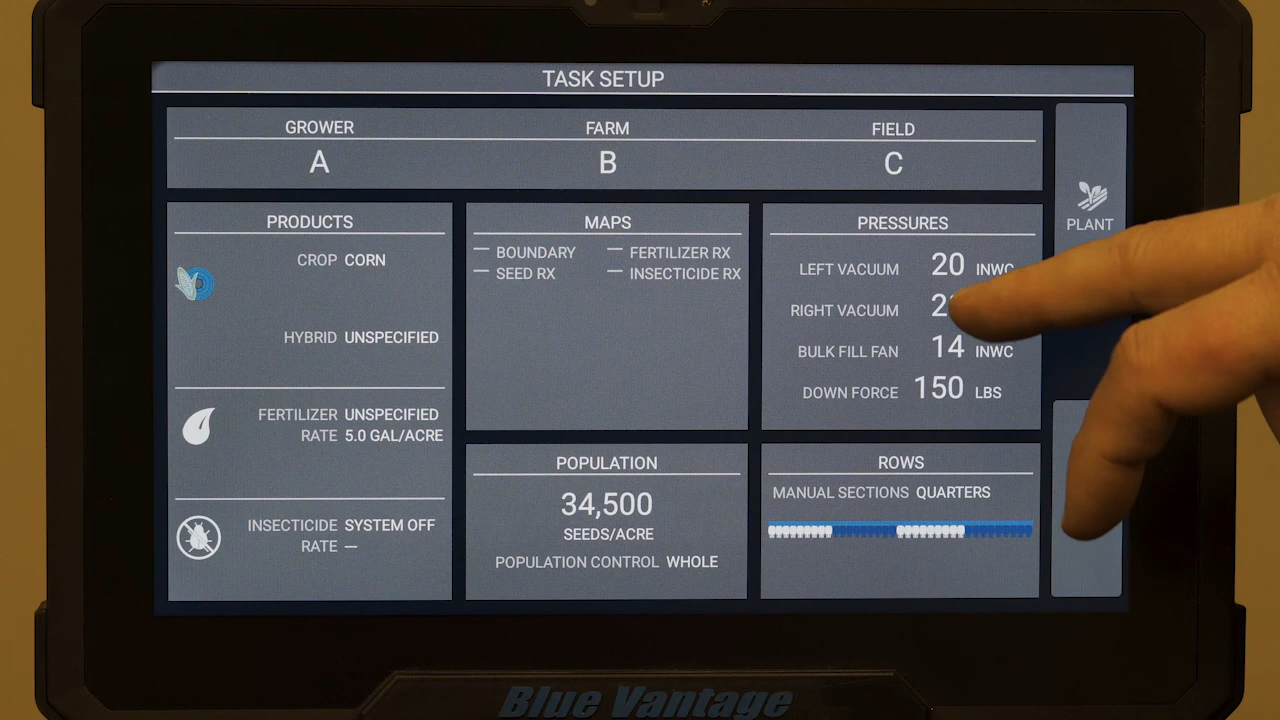 TASK SETUP
GROWER
A
FARM
B
FIELD
C
PRODUCTS
CROP CORN
HYBRID UNSPECIFIED
FERTILIZER UNSPECIFIED
RATE 5.0 GAL/ACRE
INSECTICIDE SYSTEM OFF
RATE —
MAPS
— BOUNDARY — FERTILIZER RX
— SEED RX — INSECTICIDE RX
POPULATION
34,500
SEEDS/ACRE
POPULATION CONTROL WHOLE
PRESSURES
LEFT VACUUM 20 INWC
RIGHT VACUUM
BULK FILL FAN 14 INWC
DOWN FORCE 150 LBS
ROWS
MANUAL SECTIONS QUARTERS
PLANT
Blue Vantage